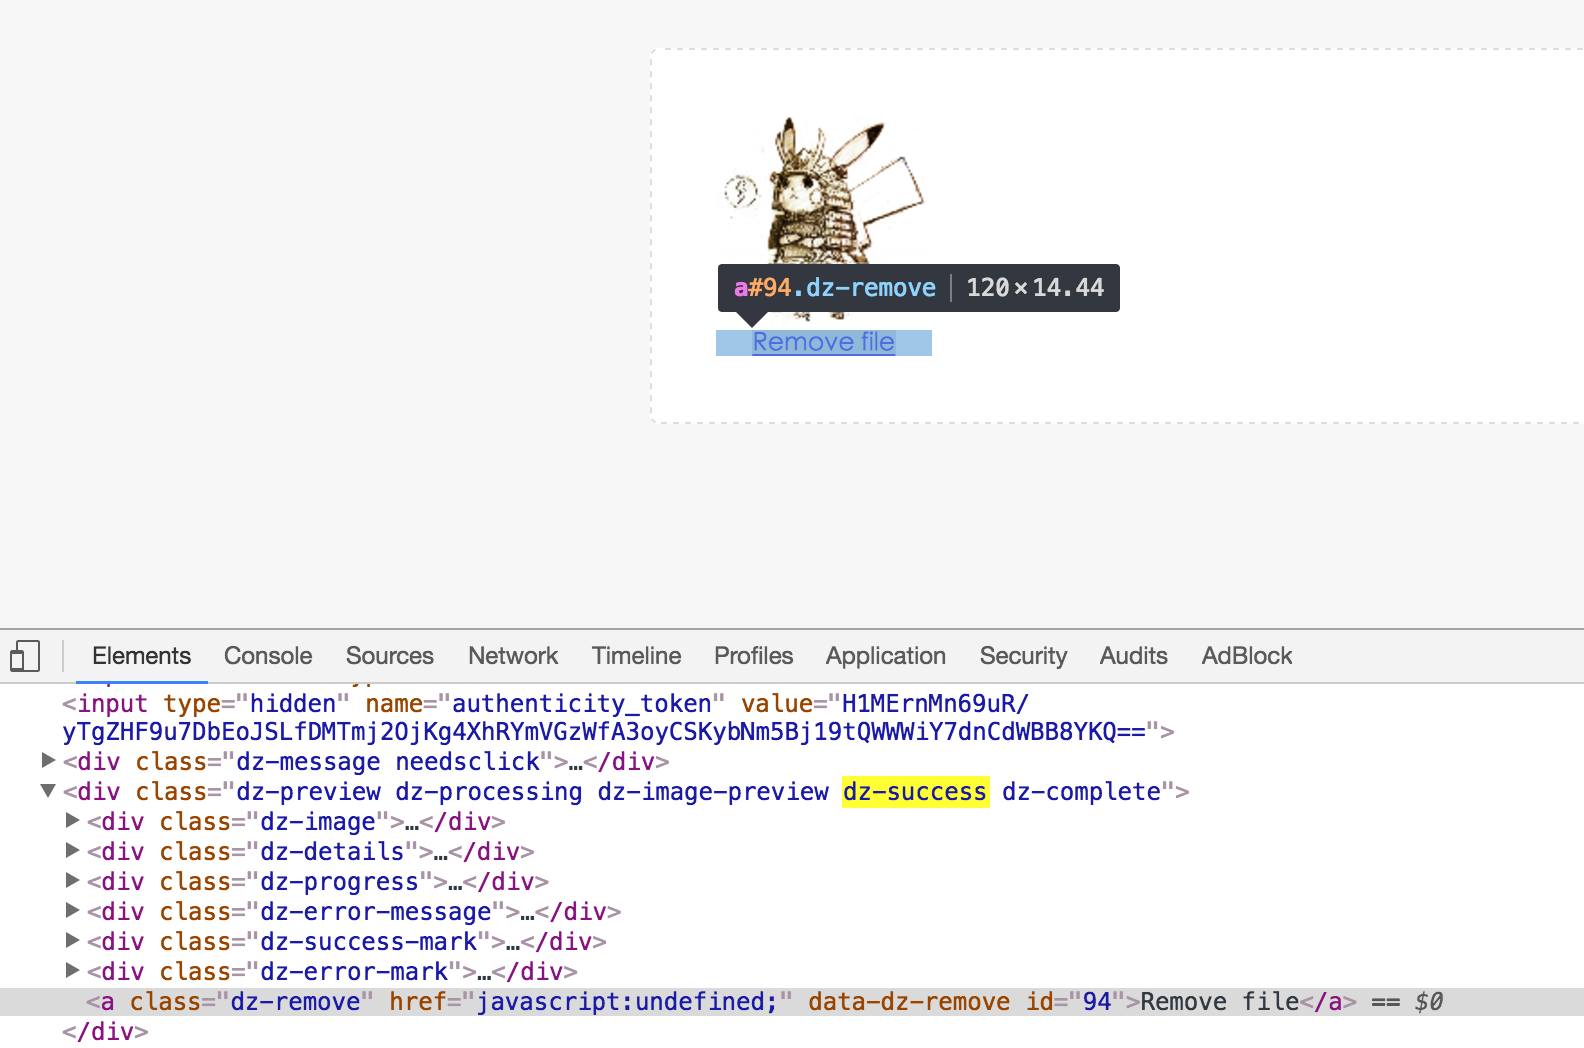 a#94.dz-remove 120×14.44
Remove file
Elements Console Sources Network Timeline Profiles Application Security Audits AdBlock
<input type="hidden" name="authenticity_token" value="H1MErnMn69uR/
yTgZHF9u7DbEoJSLfDMTmj2OjKg4XhRYmVGzWfA3oyCSKybNm5Bj19tQWWWiY7dnCdWBB8YKQ==">
<div class="dz-message needsclick">…</div>
<div class="dz-preview dz-processing dz-image-preview dz-success dz-complete">
<div class="dz-image">…</div>
<div class="dz-details">…</div>
<div class="dz-progress">…</div>
<div class="dz-error-message">…</div>
<div class="dz-success-mark">…</div>
<div class="dz-error-mark">…</div>
<a class="dz-remove" href="javascript:undefined;" data-dz-remove id="94">Remove file</a> == $0
</div>